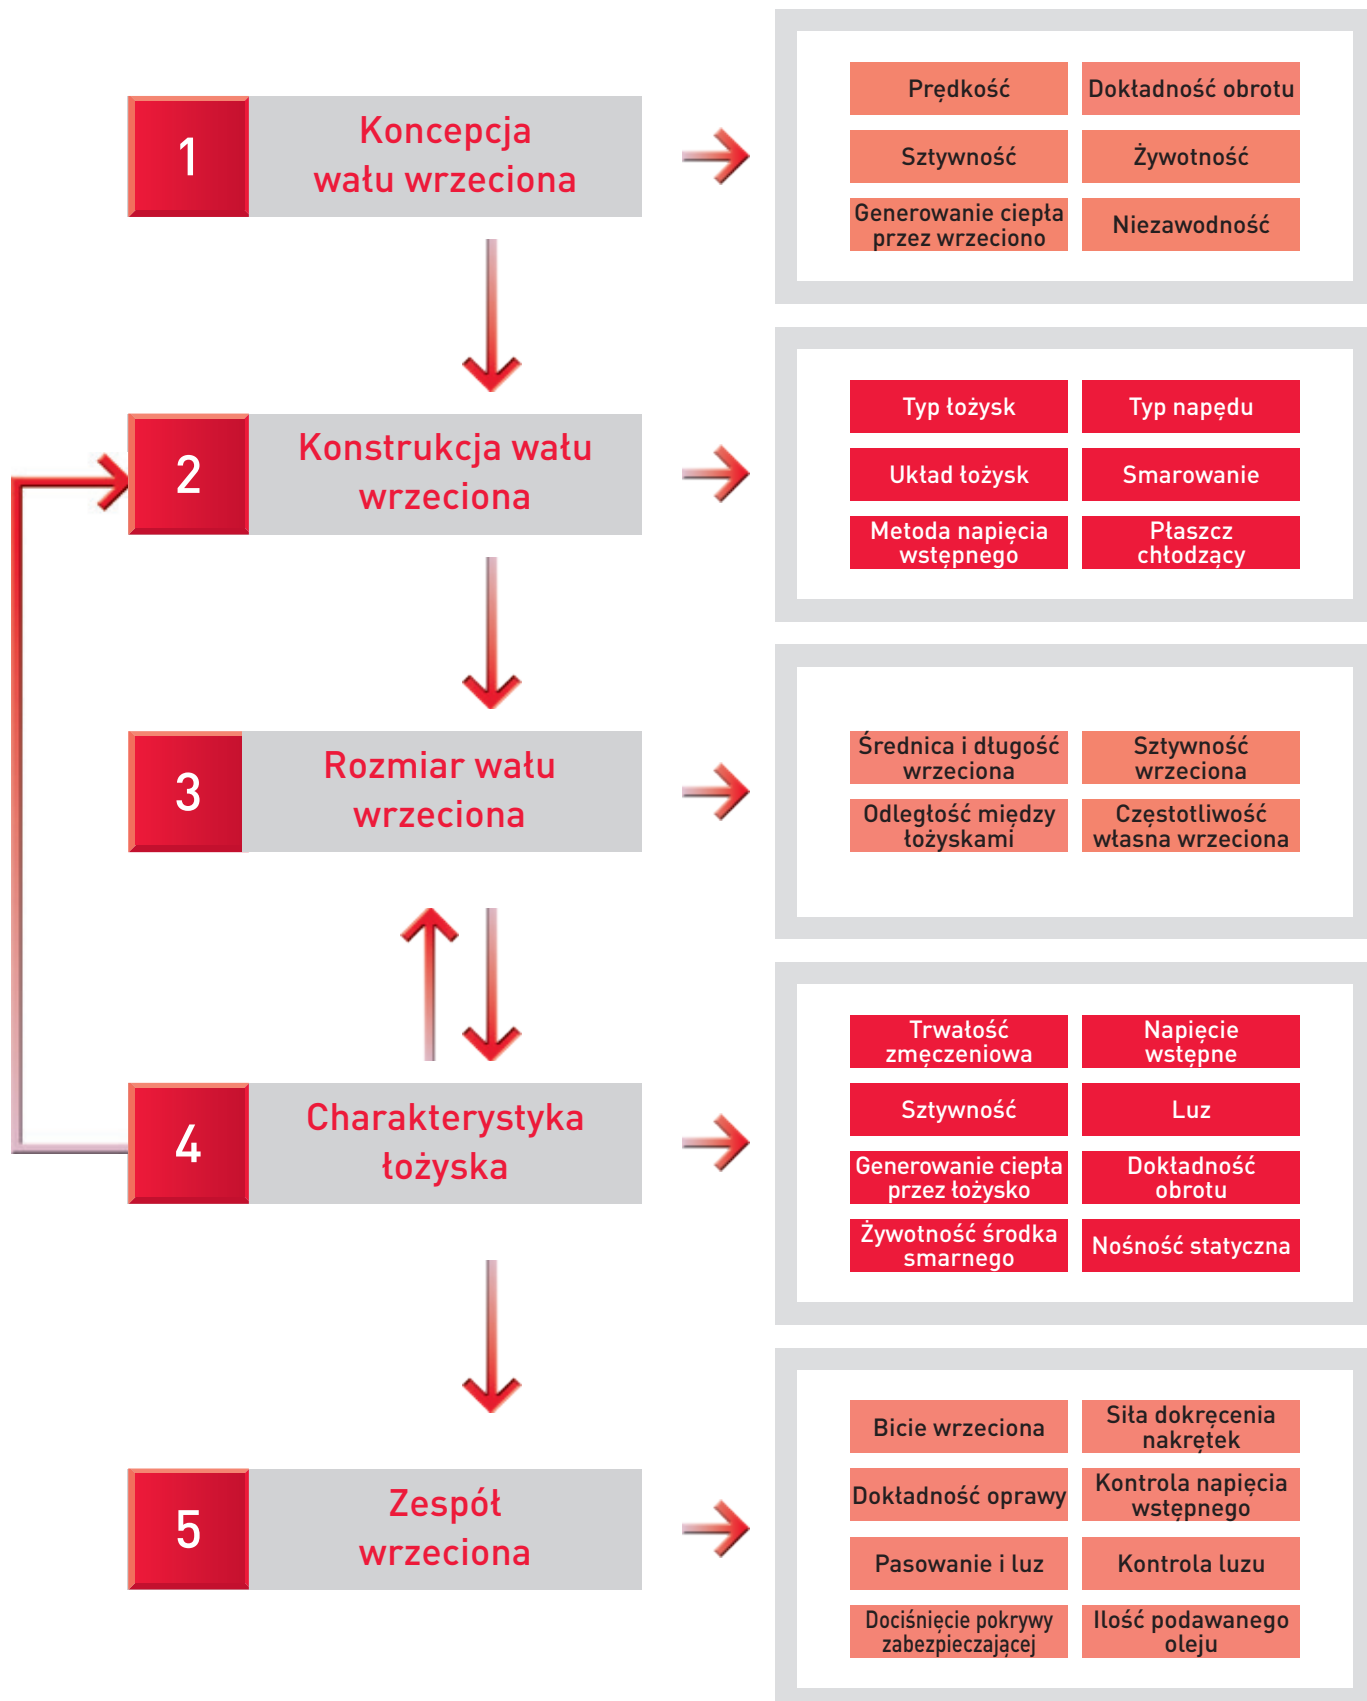 1
Koncepcja
wału wrzeciona
Prędkość
Dokładność obrotu
Sztywność
Żywotność
Generowanie ciepła
przez wrzeciono
Niezawodność
2
Konstrukcja wału
wrzeciona
Typ łożysk
Typ napędu
Układ łożysk
Smarowanie
Metoda napięcia
wstępnego
Płaszcz
chłodzący
3
Rozmiar wału
wrzeciona
Średnica i długość
wrzeciona
Sztywność
wrzeciona
Odległość między
łożyskami
Częstotliwość
własna wrzeciona
4
Charakterystyka
łożyska
Trwałość
zmęczeniowa
Napięcie
wstępne
Sztywność
Luz
Generowanie ciepła
przez łożysko
Dokładność
obrotu
Żywotność środka
smarnego
Nośność statyczna
5
Zespół
wrzeciona
Bicie wrzeciona
Siła dokręcenia
nakrętek
Dokładność oprawy
Kontrola napięcia
wstępnego
Pasowanie i luz
Kontrola luzu
Dociśnięcie pokrywy
zabezpieczającej
Ilość podawanego
oleju